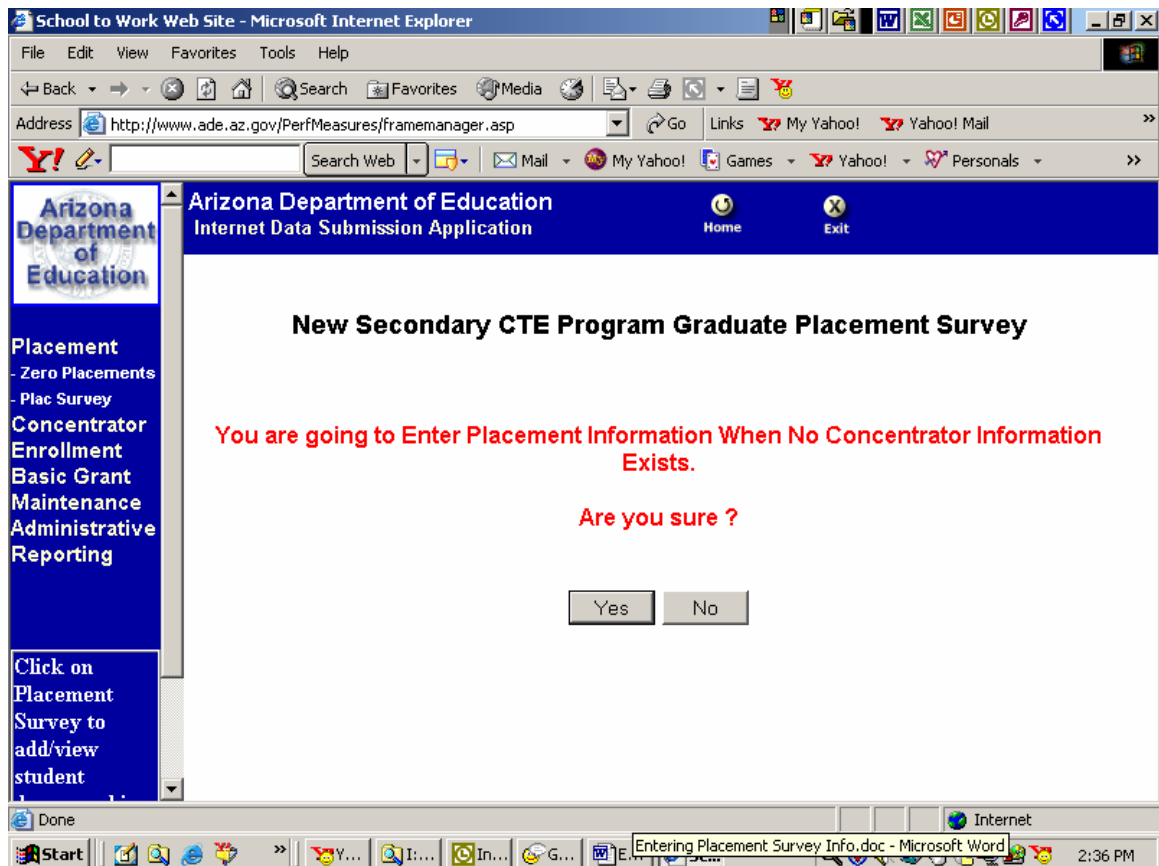 School to Work Web Site - Microsoft Internet Explorer
File Edit View Favorites Tools Help
Back Search Favorites Media
Address http://www.ade.az.gov/PerfMeasures/framemanager.asp Go Links My Yahoo! Yahoo! Mail »
Y! Search Web Mail My Yahoo! Games Yahoo! Personals »
Arizona
Department
of
Education
Arizona Department of Education
Internet Data Submission Application
Home Exit
Placement
- Zero Placements
- Plac Survey
Concentrator
Enrollment
Basic Grant
Maintenance
Administrative
Reporting
Click on
Placement
Survey to
add/view
student
New Secondary CTE Program Graduate Placement Survey
You are going to Enter Placement Information When No Concentrator Information
Exists.
Are you sure ?
Yes No
Done Internet
Entering Placement Survey Info.doc - Microsoft Word
Start » Y... I:... In... G... E... 2:36 PM